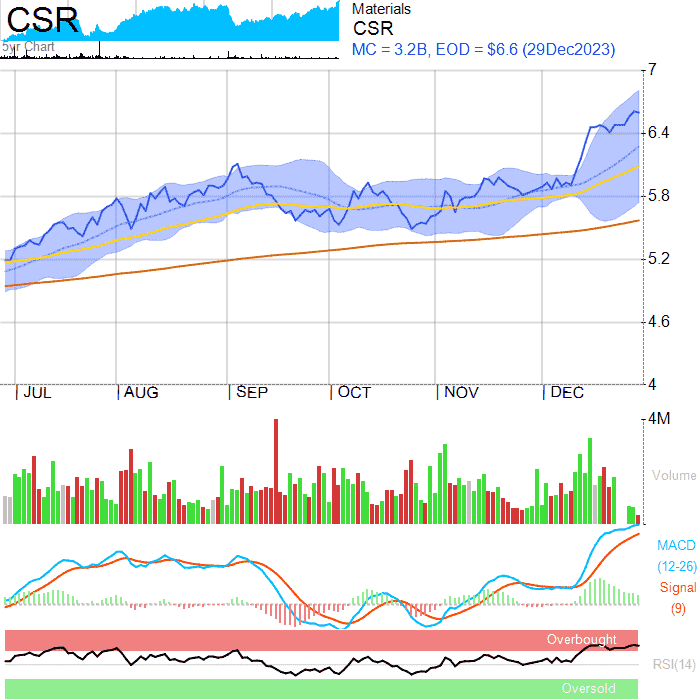 CSR
5yr Chart
Materials
CSR
MC = 3.2B, EOD = $6.6 (29Dec2023)
7
6.4
5.8
5.2
4.6
4
| JUL | AUG | SEP | OCT | NOV | DEC
4M
Volume
MACD
(12-26)
Signal
(9)
Overbought
RSI(14)
Oversold